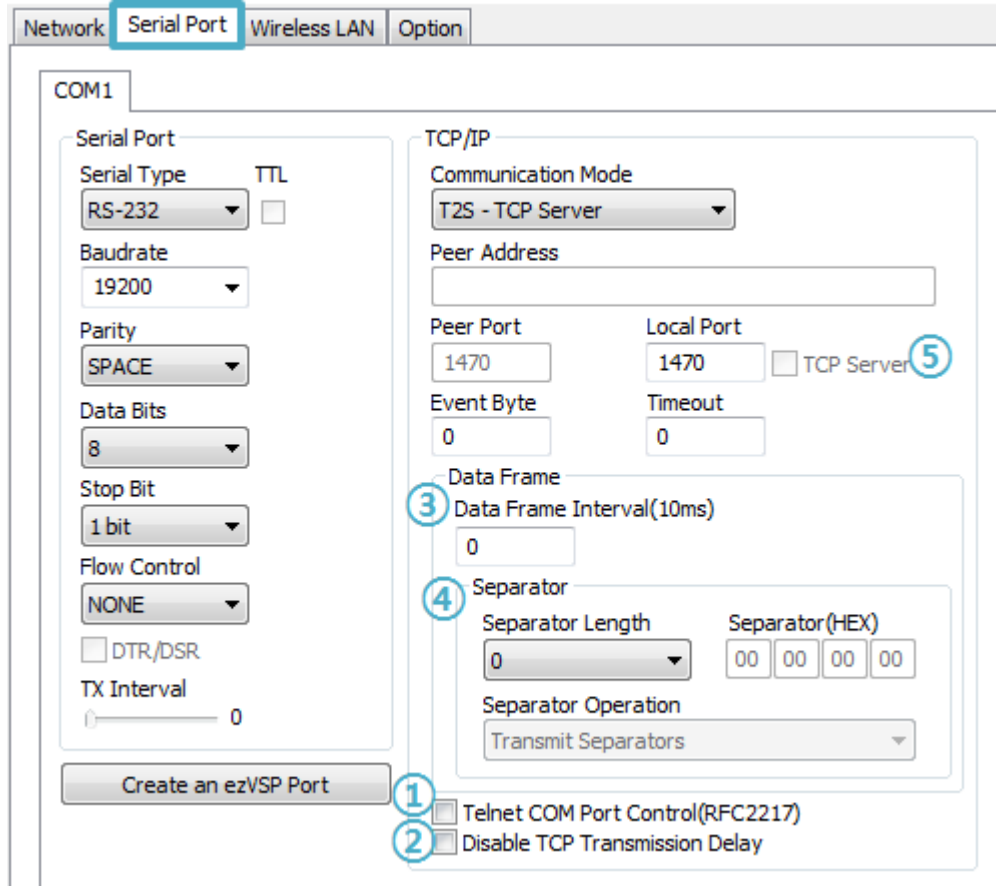 Network Serial Port Wireless LAN Option
COM1
Serial Port
Serial Type TTL
RS-232
Baudrate
19200
Parity
SPACE
Data Bits
8
Stop Bit
1 bit
Flow Control
NONE
DTR/DSR
TX Interval
0
Create an ezVSP Port
TCP/IP
Communication Mode
T2S - TCP Server
Peer Address
Peer Port Local Port
1470 1470 TCP Server ⑤
Event Byte Timeout
0 0
Data Frame
③ Data Frame Interval(10ms)
0
④ Separator
Separator Length Separator(HEX)
0 00 00 00 00
Separator Operation
Transmit Separators
① Telnet COM Port Control(RFC2217)
② Disable TCP Transmission Delay